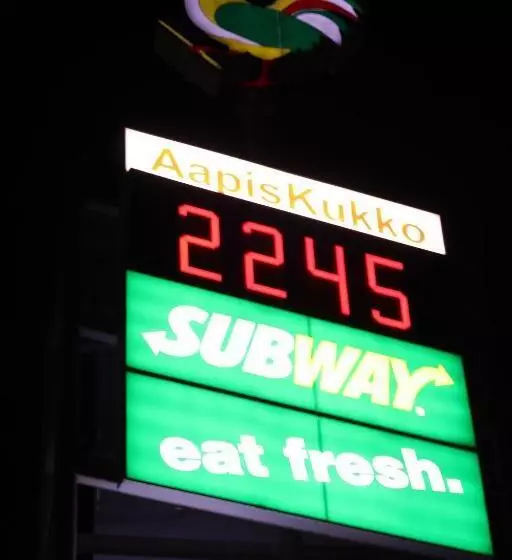 AapisKukko
2245
SUBWAY.
eat fresh.